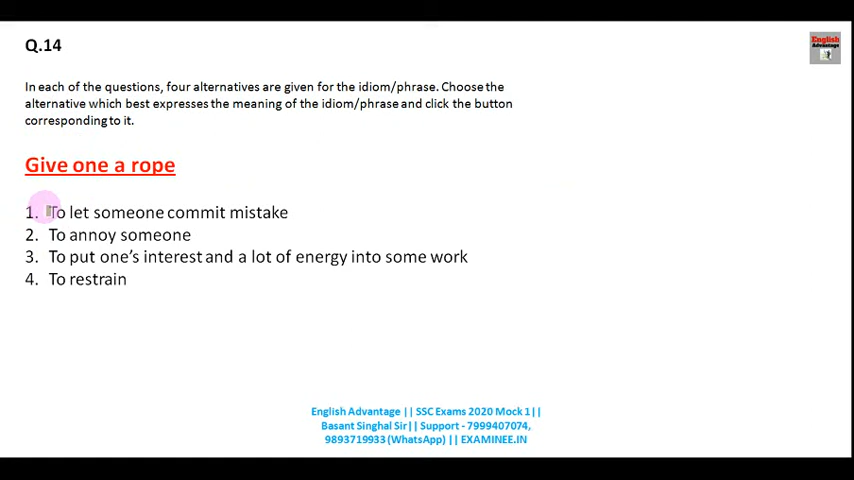 Q.14
English
Advantage
In each of the questions, four alternatives are given for the idiom/phrase. Choose the
alternative which best expresses the meaning of the idiom/phrase and click the button
corresponding to it.
Give one a rope
1. To let someone commit mistake
2. To annoy someone
3. To put one's interest and a lot of energy into some work
4. To restrain
English Advantage || SSC Exams 2020 Mock 1||
Basant Singhal Sir|| Support - 7999407074,
9893719933 (WhatsApp) || EXAMINEE.IN